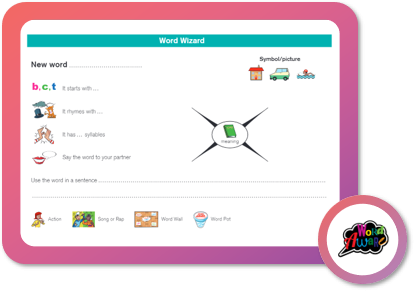 Word Wizard
New word ..............................
Symbol/picture
b.c.t It starts with ...
It rhymes with ...
It has ... syllables
meaning
Say the word to your partner
Use the word in a sentence ..............................
Action Song or Rap Word Wall Word Pot
Word
Aware